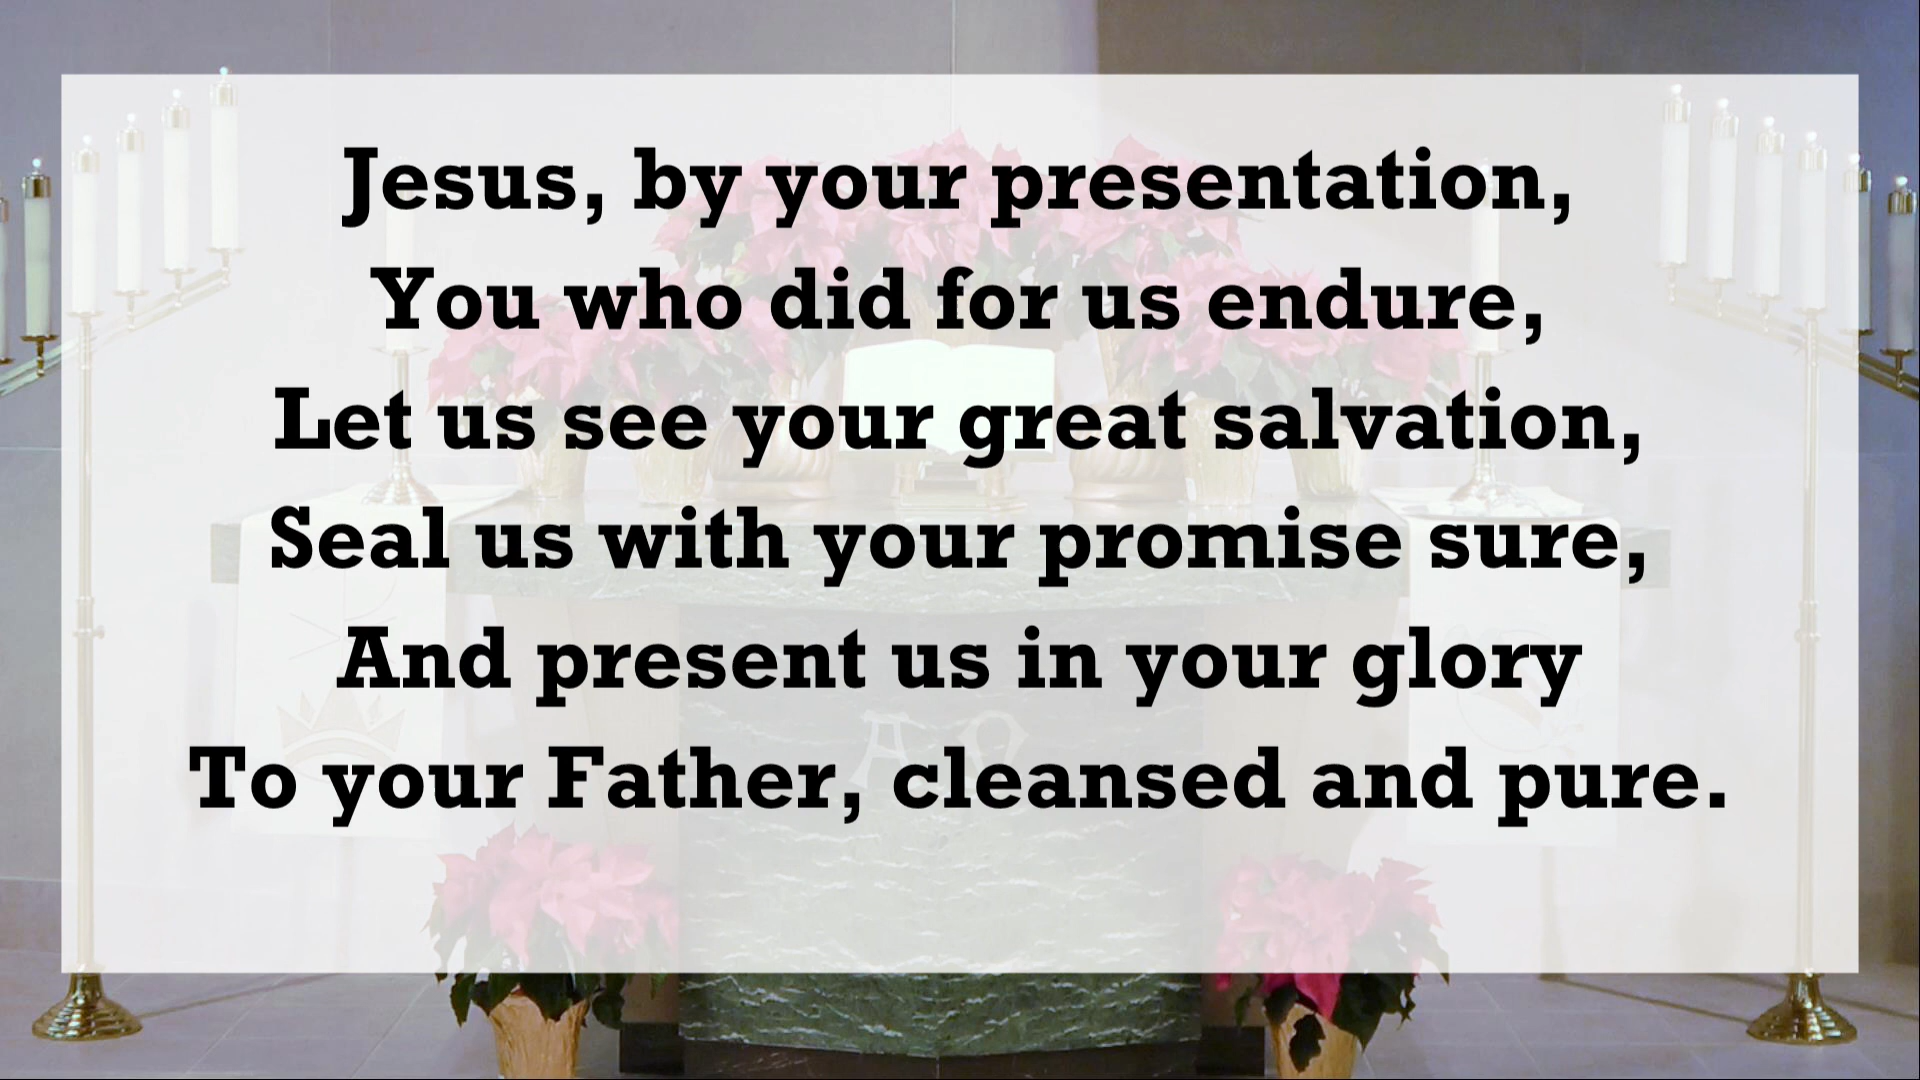 Jesus, by your presentation,
You who did for us endure,
Let us see your great salvation,
Seal us with your promise sure,
And present us in your glory
To your Father, cleansed and pure.
Α Ω